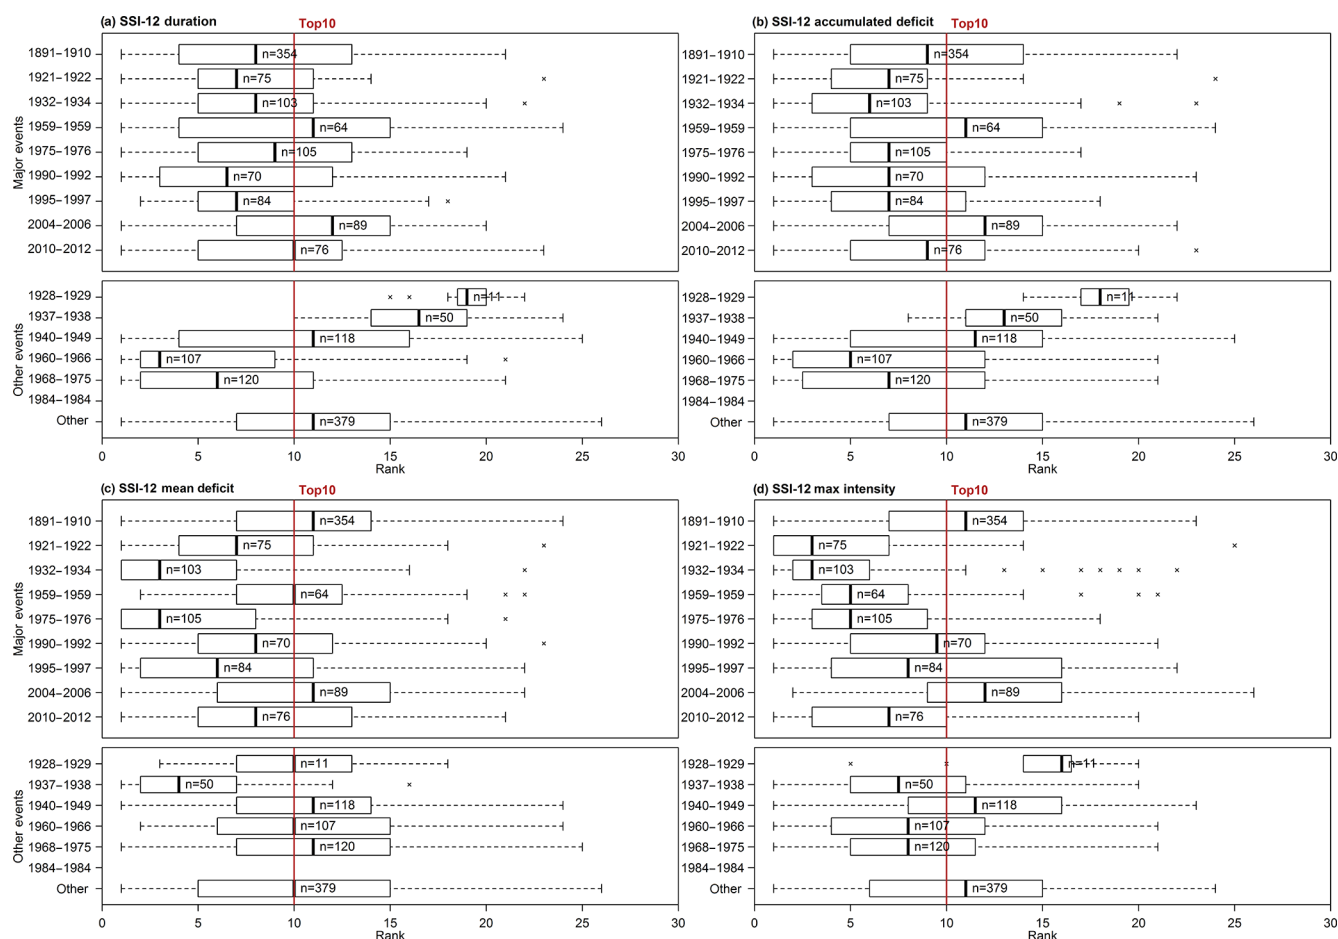 (a) SSI-12 duration
Top10
Major events
1891−1910
n=354
1921−1922
n=75
1932−1934
n=103
1959−1959
n=64
1975−1976
n=105
1990−1992
n=70
1995−1997
n=84
2004−2006
n=89
2010−2012
n=76
Other events
1928−1929
n=11
1937−1938
n=50
1940−1949
n=118
1960−1966
n=107
1968−1975
n=120
1984−1984
Other
n=379
0 5 10 15 20 25 30
Rank
(b) SSI-12 accumulated deficit
Top10
1891−1910
n=354
1921−1922
n=75
1932−1934
n=103
1959−1959
n=64
1975−1976
n=105
1990−1992
n=70
1995−1997
n=84
2004−2006
n=89
2010−2012
n=76
1928−1929
n=11
1937−1938
n=50
1940−1949
n=118
1960−1966
n=107
1968−1975
n=120
1984−1984
Other
n=379
0 5 10 15 20 25 30
Rank
(c) SSI-12 mean deficit
Top10
Major events
1891−1910
n=354
1921−1922
n=75
1932−1934
n=103
1959−1959
n=64
1975−1976
n=105
1990−1992
n=70
1995−1997
n=84
2004−2006
n=89
2010−2012
n=76
Other events
1928−1929
n=11
1937−1938
n=50
1940−1949
n=118
1960−1966
n=107
1968−1975
n=120
1984−1984
Other
n=379
0 5 10 15 20 25 30
Rank
(d) SSI-12 max intensity
Top10
1891−1910
n=354
1921−1922
n=75
1932−1934
n=103
1959−1959
n=64
1975−1976
n=105
1990−1992
n=70
1995−1997
n=84
2004−2006
n=89
2010−2012
n=76
1928−1929
n=11
1937−1938
n=50
1940−1949
n=118
1960−1966
n=107
1968−1975
n=120
1984−1984
Other
n=379
0 5 10 15 20 25 30
Rank